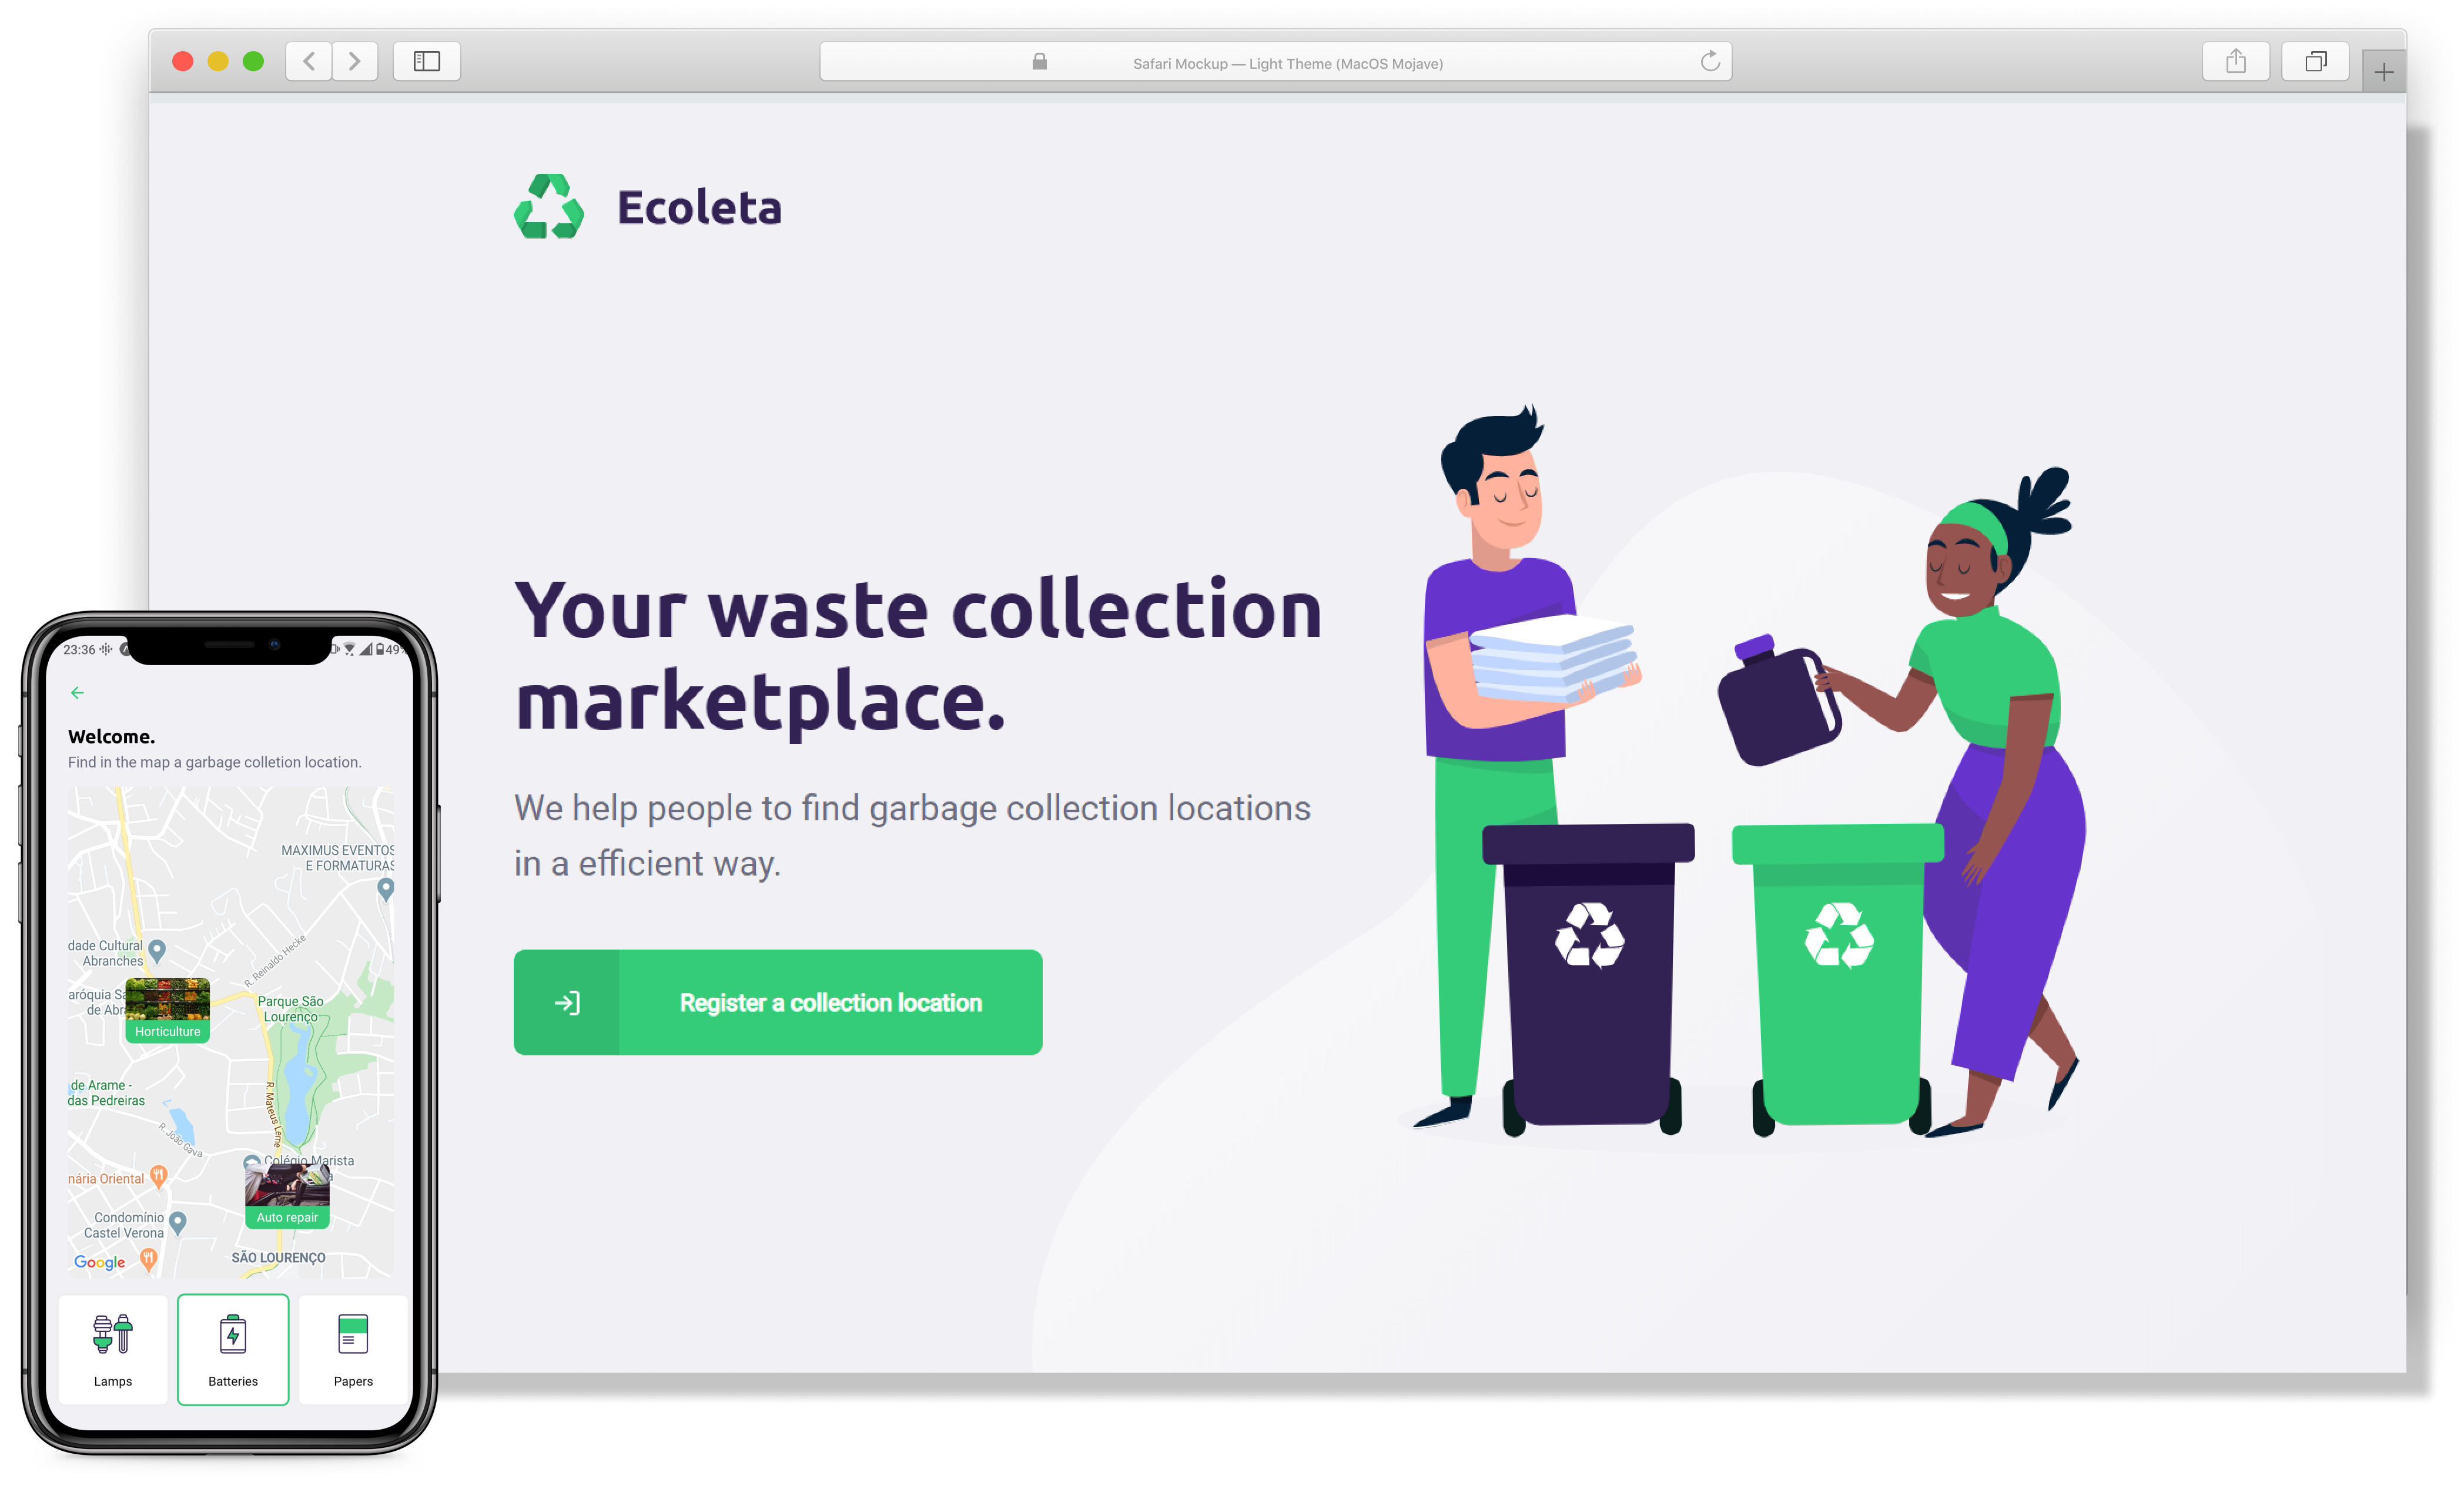 Safari Mockup — Light Theme (MacOS Mojave)
Ecoleta
Your waste collection
marketplace.
We help people to find garbage collection locations
in a efficient way.
Register a collection location
23:36
49%
Welcome.
Find in the map a garbage colletion location.
MAXIMUS EVENTOS
E FORMATURAS
dade Cultural
Abranches
R. Reinaldo Hecke
aróquia Sa
de Abra
Horticulture
Parque São
Lourenço
de Arame -
das Pedreiras
R. Mateus Leme
R. João Gava
Colégio Marista
nária Oriental
Auto repair
Condomínio
Castel Verona
SÃO LOURENÇO
Google
Lamps
Batteries
Papers